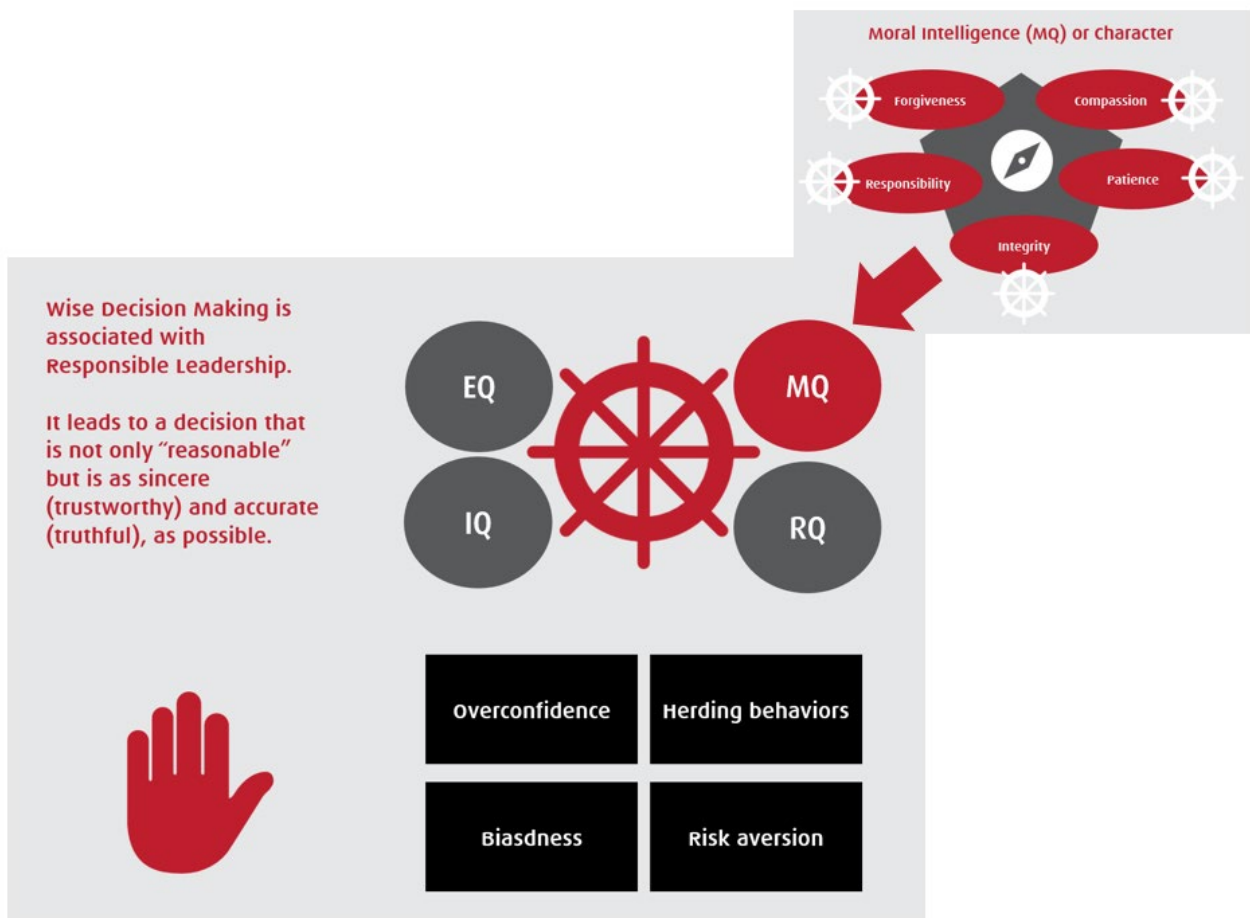 Moral Intelligence (MQ) or character
Forgiveness
Compassion
Responsibility
Patience
Integrity
Wise Decision Making is
associated with
Responsible Leadership.
It leads to a decision that
is not only “reasonable”
but is as sincere
(trustworthy) and accurate
(truthful), as possible.
EQ
MQ
IQ
RQ
Overconfidence
Herding behaviors
Biasdness
Risk aversion